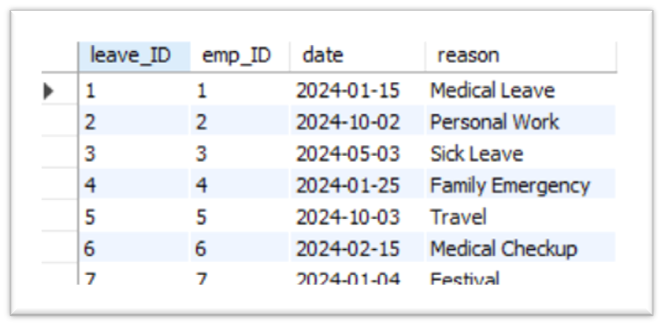 leave_ID emp_ID date reason
1 1 2024-01-15 Medical Leave
2 2 2024-10-02 Personal Work
3 3 2024-05-03 Sick Leave
4 4 2024-01-25 Family Emergency
5 5 2024-10-03 Travel
6 6 2024-02-15 Medical Checkup
7 7 2024-01-04 Festival